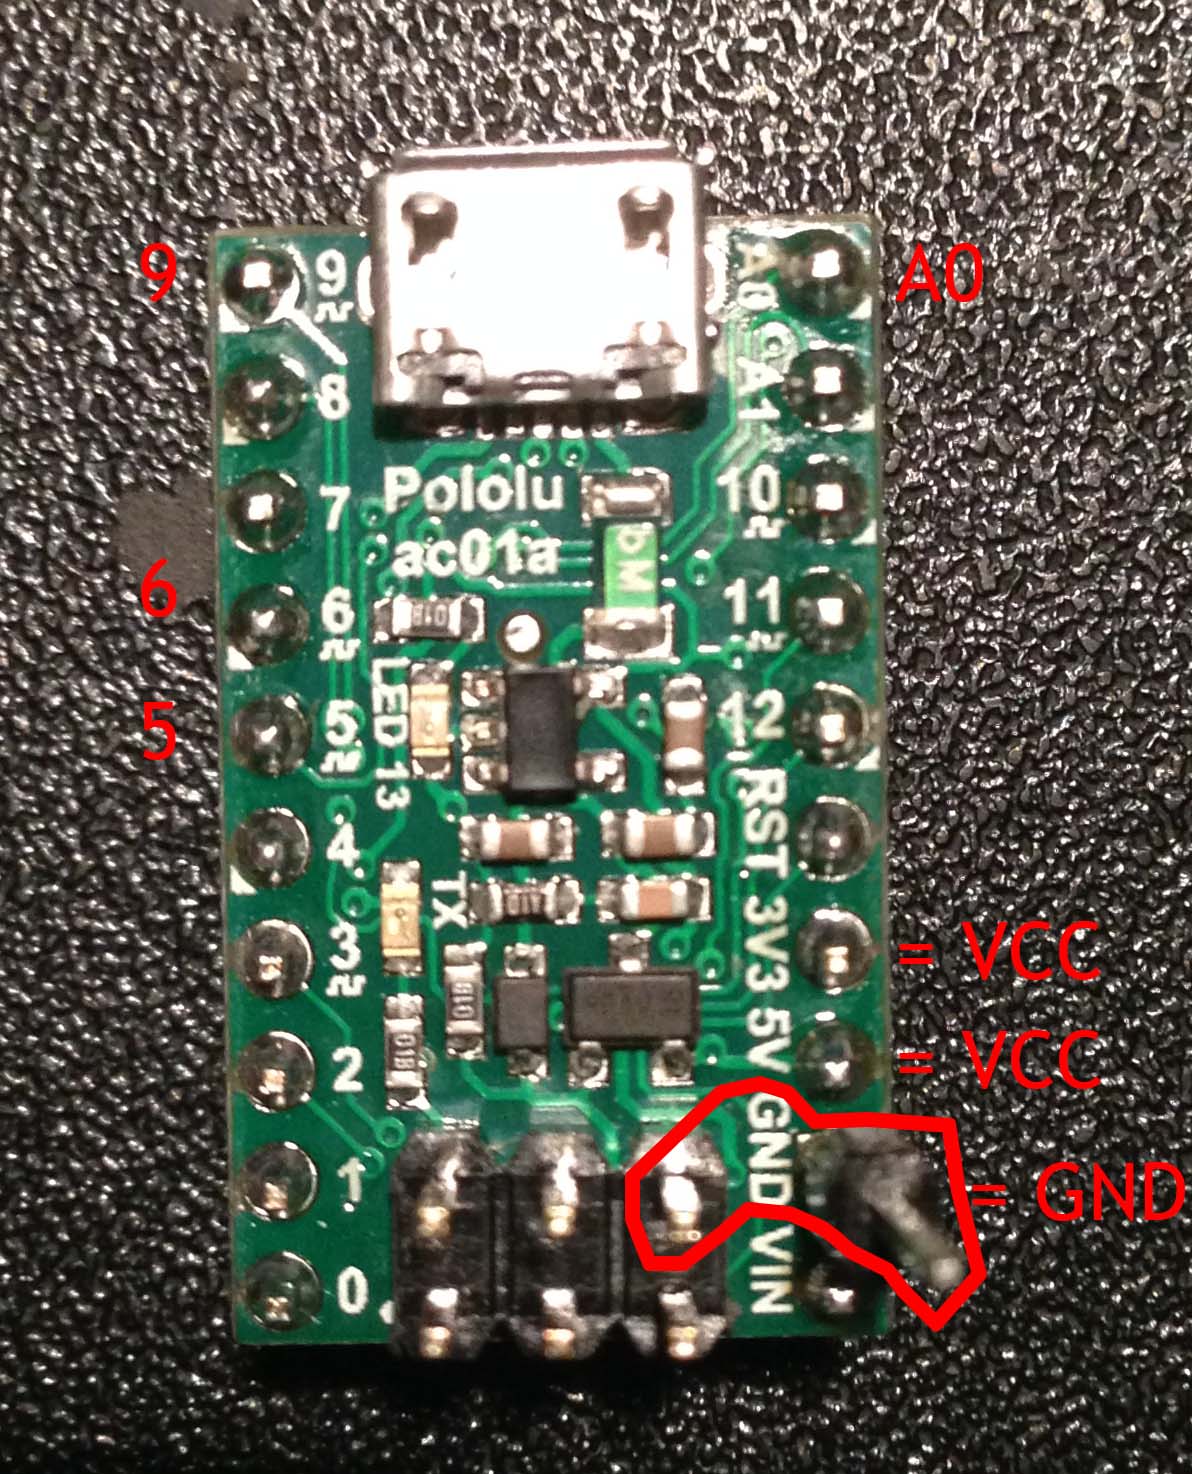 9 9 A0 A0
8 A1
7 Pololu 10
ac01a
6 6 11
5 5 LED 13 12
4 RST
TX
3 3V3 = VCC
2 5V = VCC
1 GND = GND
0 VIN